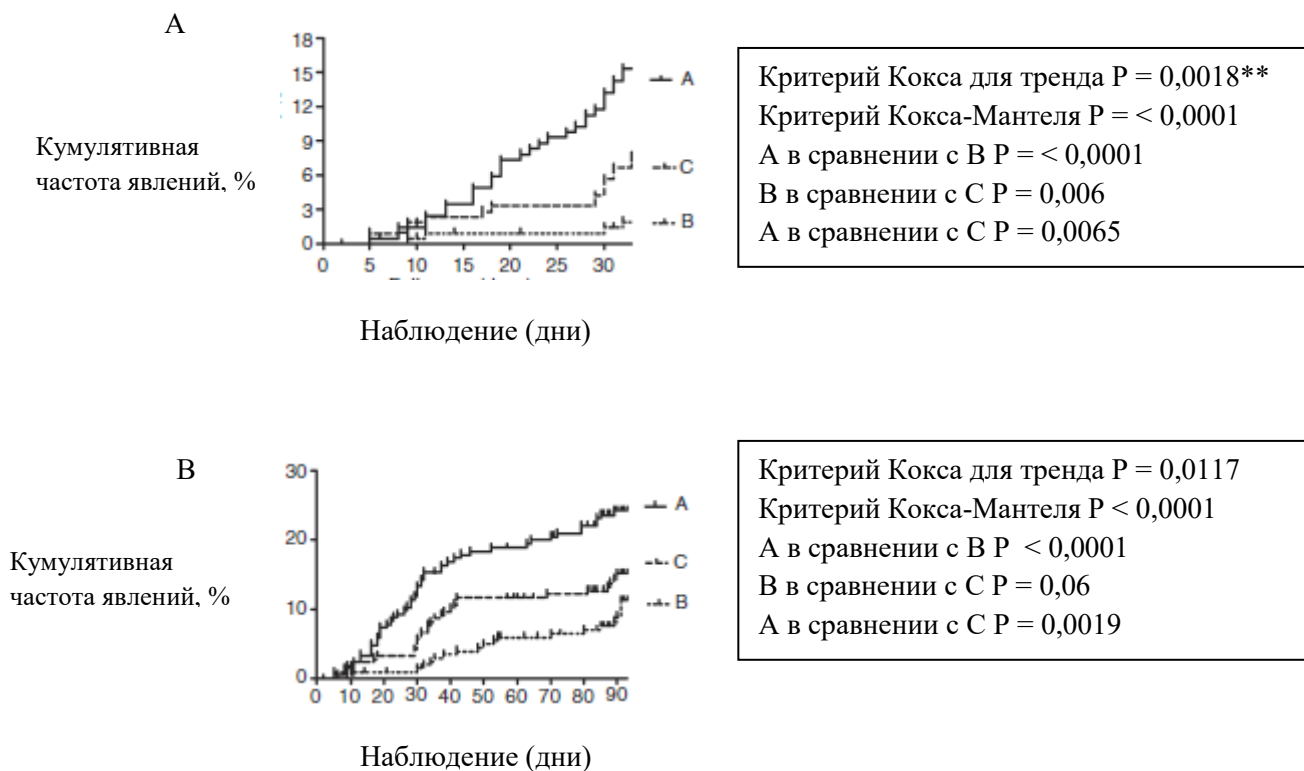 A
18
15
12
9
6
3
0
0 5 10 15 20 25 30
A
C
B
Кумулятивная
частота явлений, %
Наблюдение (дни)
Критерий Кокса для тренда P = 0,0018**
Критерий Кокса-Мантеля P = < 0,0001
А в сравнении с В P = < 0,0001
В в сравнении с С P = 0,006
А в сравнении с С P = 0,0065
B
30
20
10
0
0 10 20 30 40 50 60 70 80 90
A
C
B
Кумулятивная
частота явлений, %
Наблюдение (дни)
Критерий Кокса для тренда P = 0,0117
Критерий Кокса-Мантеля P < 0,0001
А в сравнении с В P < 0,0001
В в сравнении с С P = 0,06
А в сравнении с С P = 0,0019